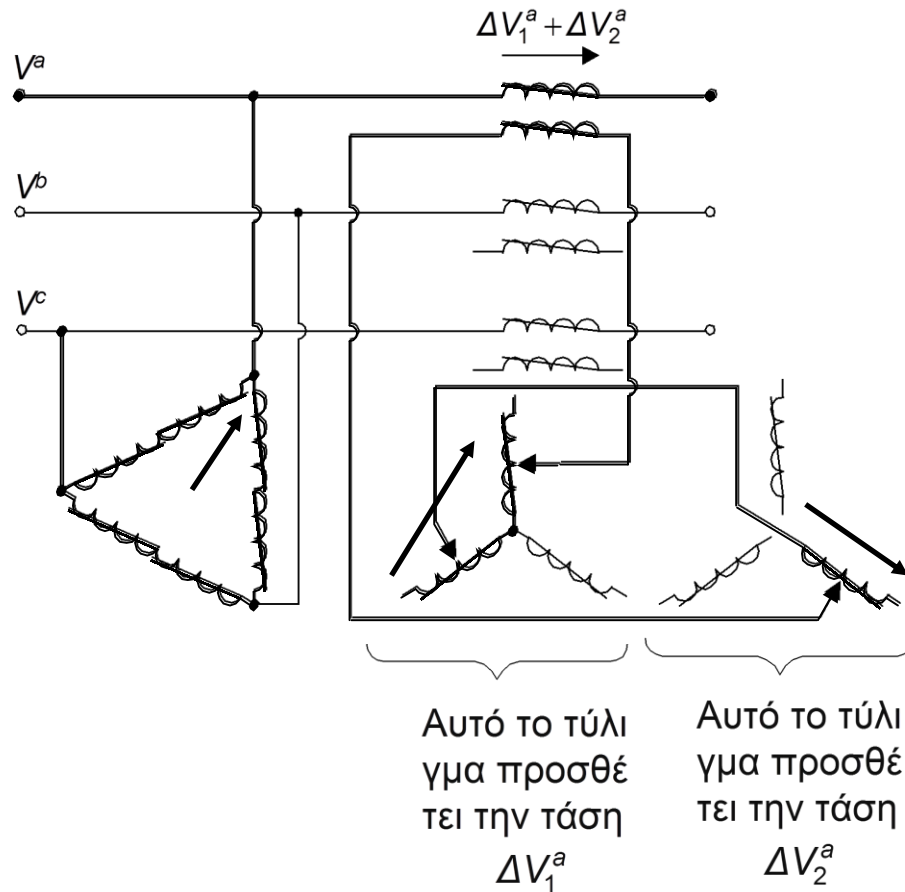 ΔV₁ᵃ + ΔV₂ᵃ
Vᵃ
Vᵇ
Vᶜ
Αυτό το τύλι
γμα προσθέ
τει την τάση
ΔV₁ᵃ
Αυτό το τύλι
γμα προσθέ
τει την τάση
ΔV₂ᵃ